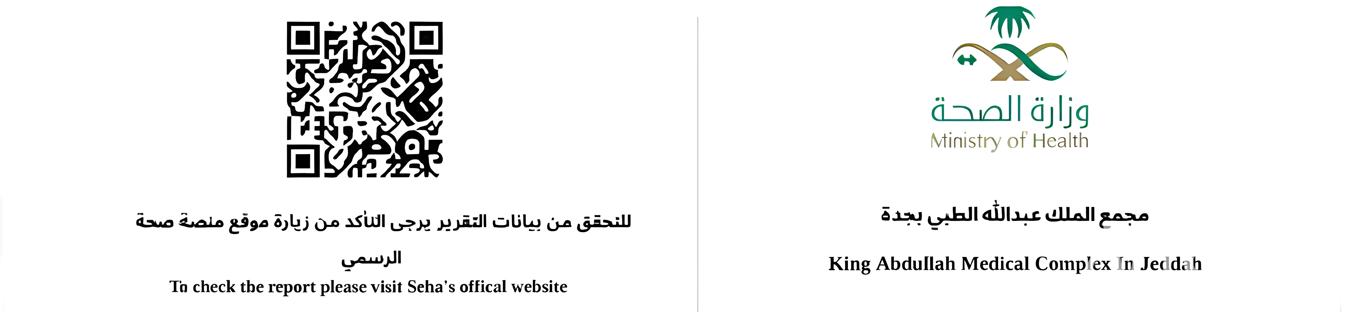 للتحقق من بيانات التقرير يرجى التأكد من زيارة موقع منصة صحة
الرسمي
To check the report please visit Seha's offical website
وزارة الصحة
Ministry of Health
مجمع الملك عبدالله الطبي بجدة
King Abdullah Medical Complex In Jeddah